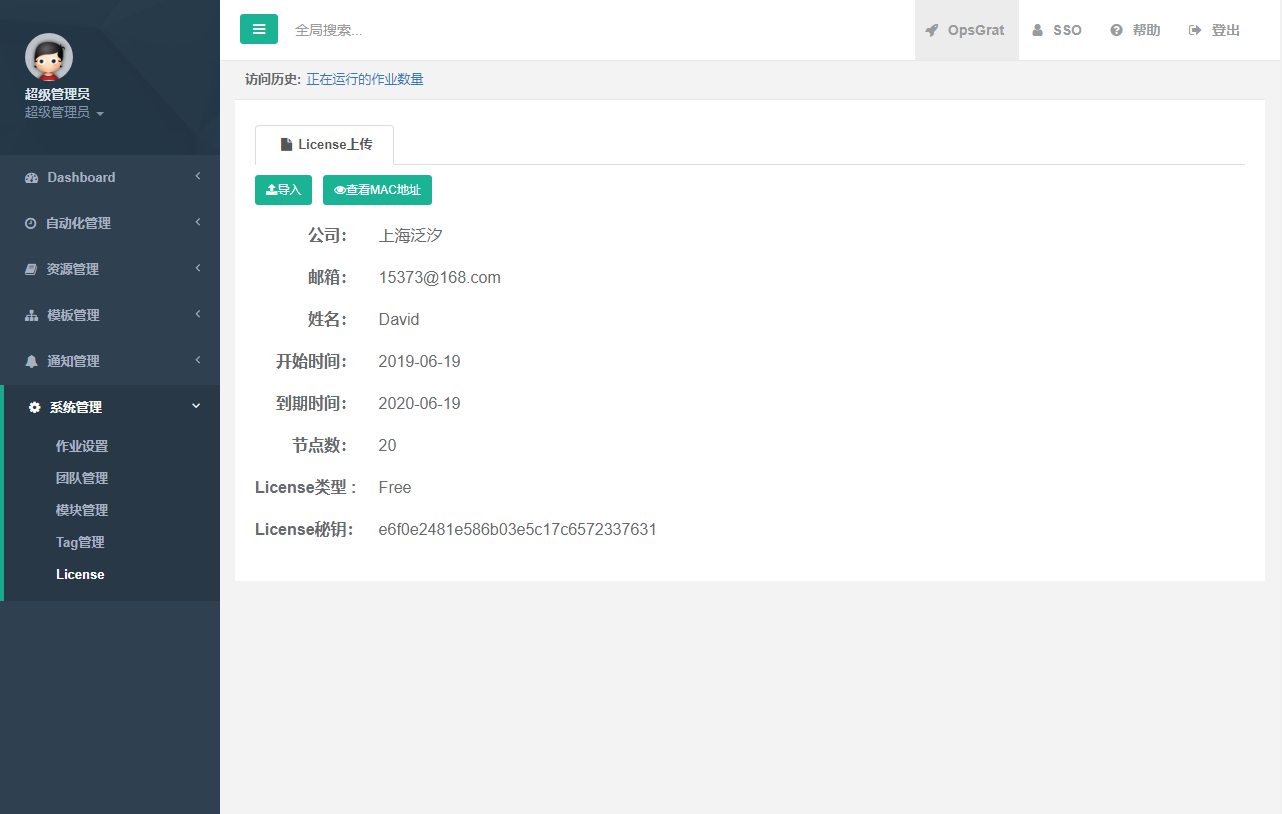 超级管理员
超级管理员
Dashboard
自动化管理
资源管理
模板管理
通知管理
系统管理
作业设置
团队管理
模块管理
Tag管理
License
全局搜索...
OpsGrat
SSO
帮助
登出
访问历史: 正在运行的作业数量
License上传
导入
查看MAC地址
公司: 上海泛汐
邮箱: 15373@168.com
姓名: David
开始时间: 2019-06-19
到期时间: 2020-06-19
节点数: 20
License类型 : Free
License秘钥: e6f0e2481e586b03e5c17c6572337631